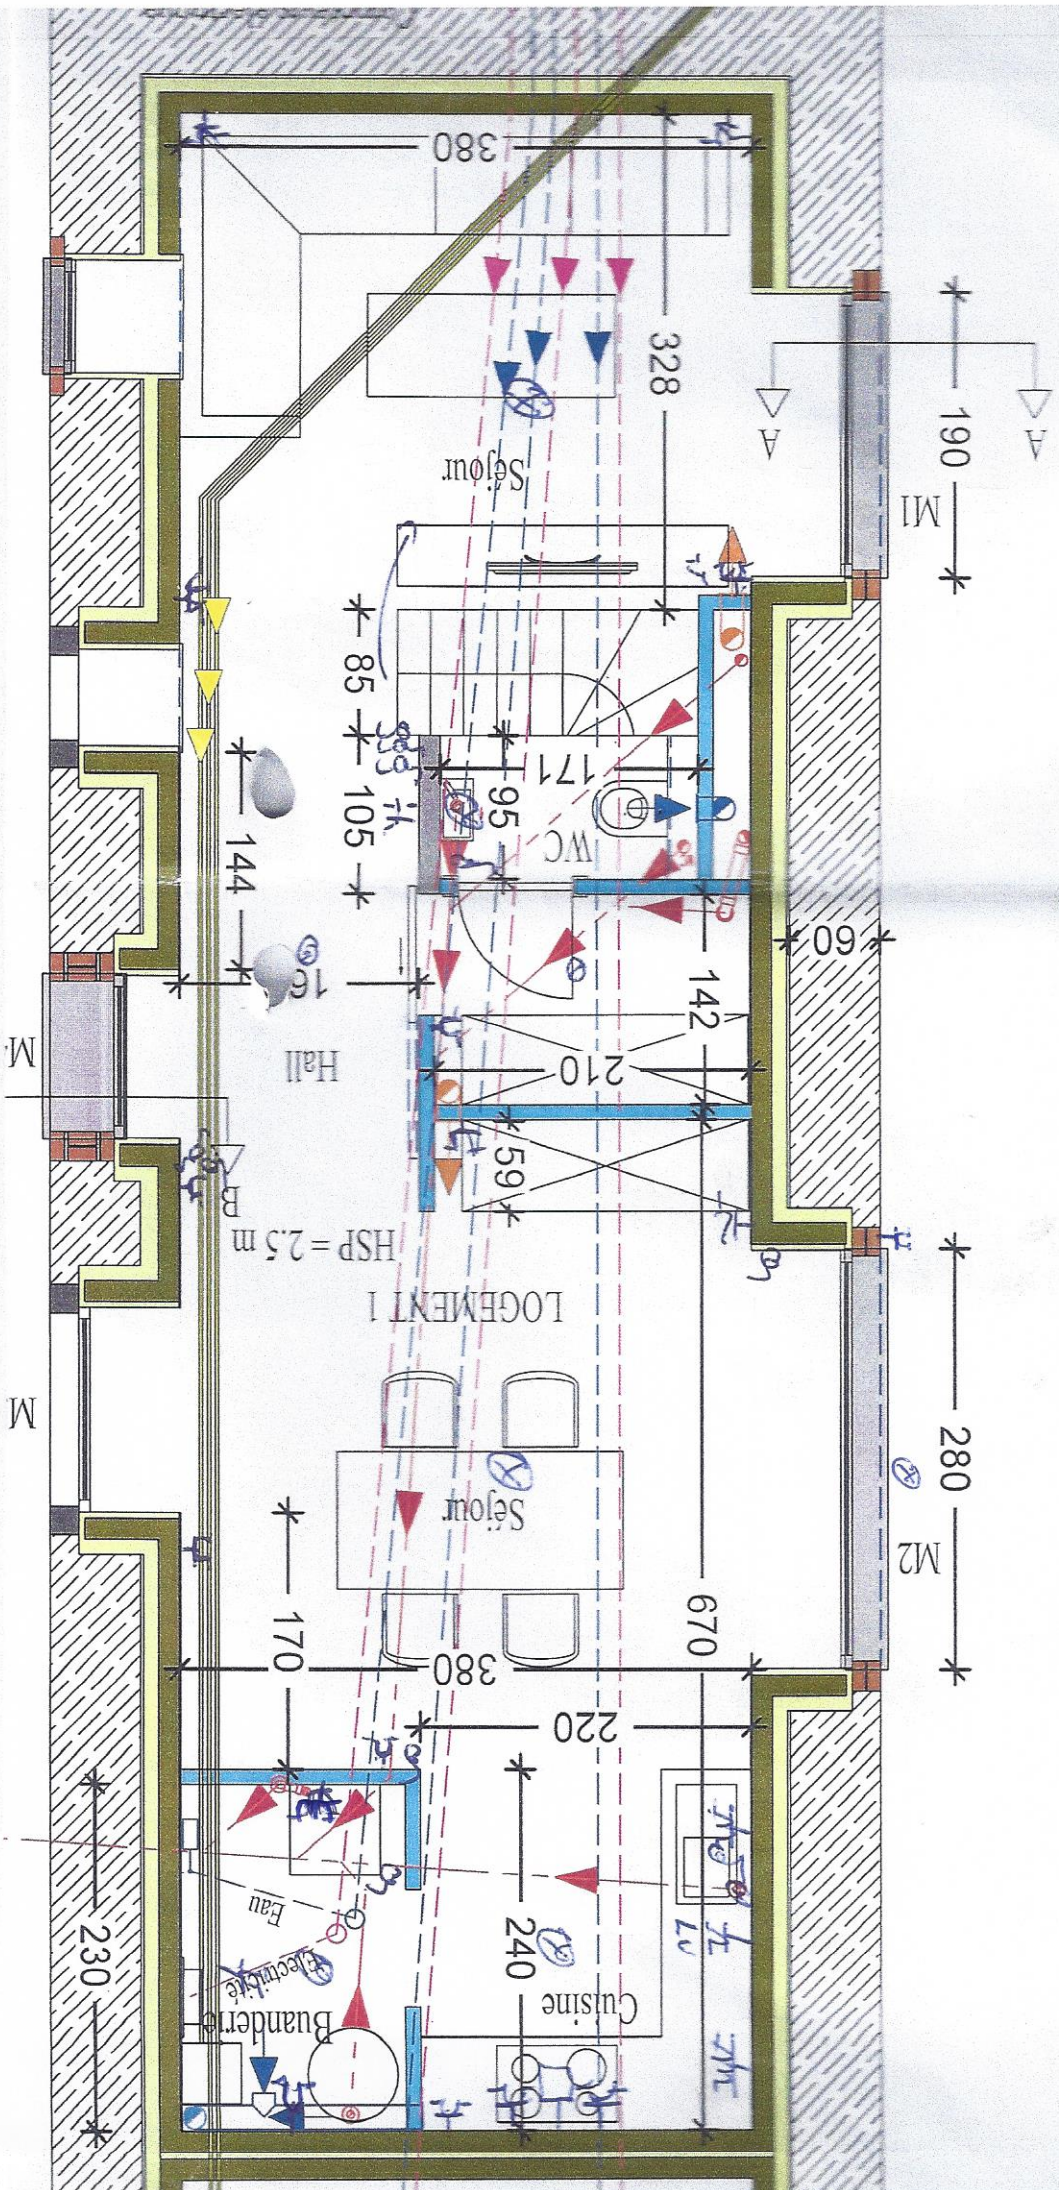 380
328
190
A
A
M1
Séjour
85
105
95
171
WC
144
60
142
16
Hall
210
59
M
B
HSP = 2.5 m
LOGEMENT 1
280
M2
M
Séjour
670
170
380
220
240
230
Eau
Électricité
Buanderie
Cuisine
LV